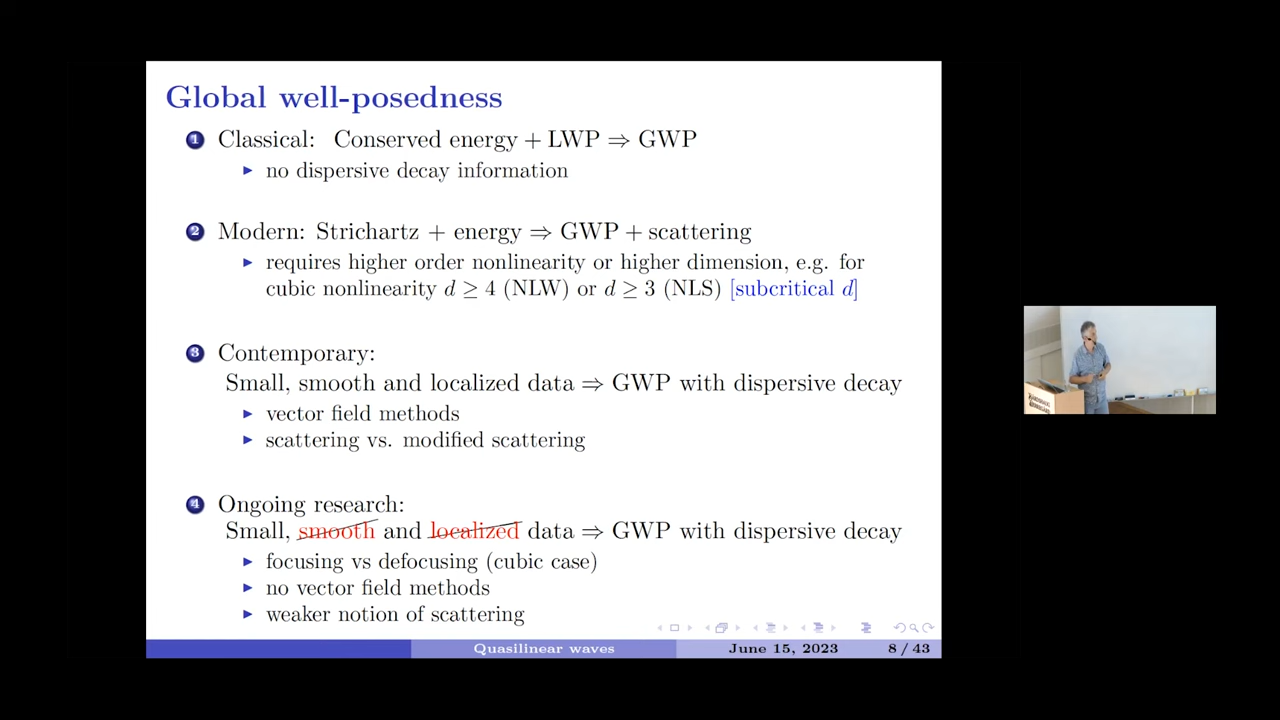 Global well-posedness
1 Classical: Conserved energy + LWP ⇒ GWP
▶ no dispersive decay information
2 Modern: Strichartz + energy ⇒ GWP + scattering
▶ requires higher order nonlinearity or higher dimension, e.g. for
cubic nonlinearity d ≥ 4 (NLW) or d ≥ 3 (NLS) [subcritical d]
3 Contemporary:
Small, smooth and localized data ⇒ GWP with dispersive decay
▶ vector field methods
▶ scattering vs. modified scattering
4 Ongoing research:
Small, smooth and localized data ⇒ GWP with dispersive decay
▶ focusing vs defocusing (cubic case)
▶ no vector field methods
▶ weaker notion of scattering
Quasilinear waves June 15, 2023 8 / 43